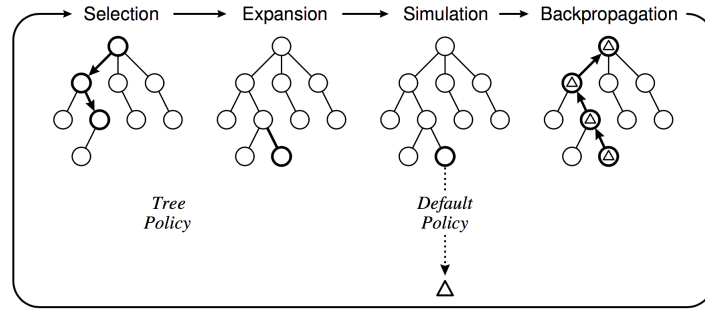 Selection
Expansion
Simulation
Backpropagation
Tree
Policy
Default
Policy